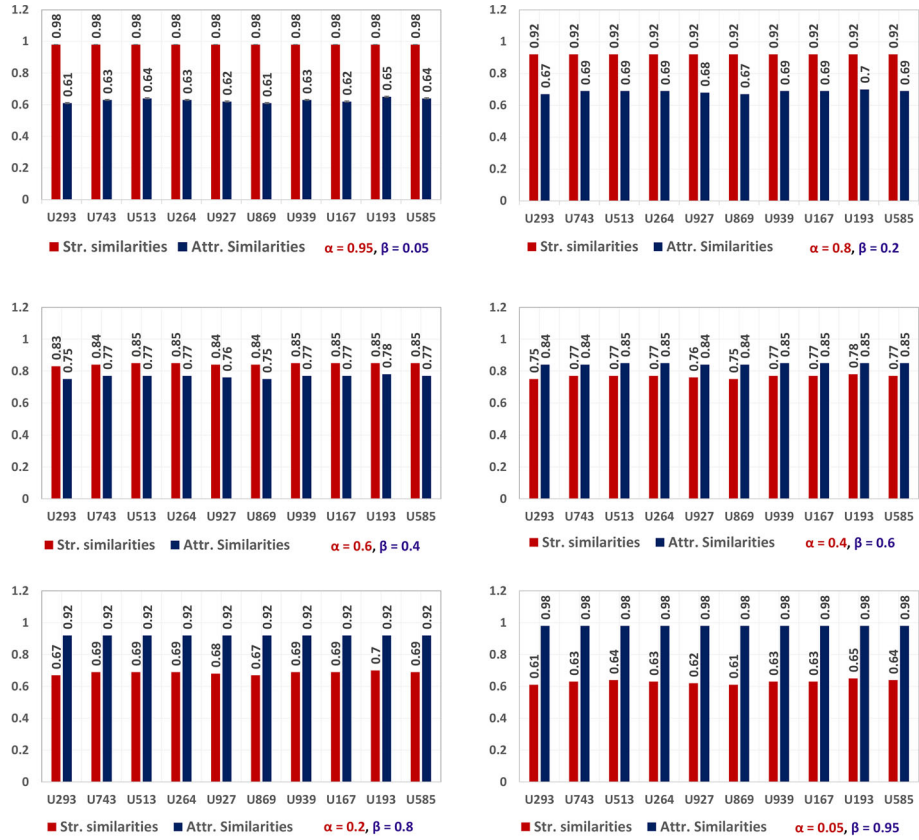 1.2
0.98 0.98 0.98 0.98 0.98 0.98 0.98 0.98 0.98 0.98
1
0.8
0.61 0.63 0.64 0.63 0.62 0.61 0.63 0.62 0.65 0.64
0.6
0.4
0.2
0
U293 U743 U513 U264 U927 U869 U939 U167 U193 U585
Str. similarities Attr. Similarities α = 0.95, β = 0.05
1.2
0.92 0.92 0.92 0.92 0.92 0.92 0.92 0.92 0.92 0.92
1
0.67 0.69 0.69 0.69 0.68 0.67 0.69 0.69 0.7 0.69
0.8
0.6
0.4
0.2
0
U293 U743 U513 U264 U927 U869 U939 U167 U193 U585
Str. similarities Attr. Similarities α = 0.8, β = 0.2
1.2
1
0.83 0.75 0.84 0.77 0.85 0.77 0.85 0.77 0.84 0.76 0.84 0.75 0.85 0.77 0.85 0.77 0.85 0.78 0.85 0.77
0.8
0.6
0.4
0.2
0
U293 U743 U513 U264 U927 U869 U939 U167 U193 U585
Str. similarities Attr. Similarities α = 0.6, β = 0.4
1.2
1
0.75 0.84 0.77 0.84 0.77 0.85 0.77 0.85 0.76 0.84 0.75 0.84 0.77 0.85 0.77 0.85 0.78 0.85 0.77 0.85
0.8
0.6
0.4
0.2
0
U293 U743 U513 U264 U927 U869 U939 U167 U193 U585
Str. similarities Attr. Similarities α = 0.4, β = 0.6
1.2
0.92 0.92 0.92 0.92 0.92 0.92 0.92 0.92 0.92 0.92
1
0.67 0.69 0.69 0.69 0.68 0.67 0.69 0.69 0.7 0.69
0.8
0.6
0.4
0.2
0
U293 U743 U513 U264 U927 U869 U939 U167 U193 U585
Str. similarities Attr. Similarities α = 0.2, β = 0.8
1.2
0.98 0.98 0.98 0.98 0.98 0.98 0.98 0.98 0.98 0.98
1
0.8
0.61 0.63 0.64 0.63 0.62 0.61 0.63 0.63 0.65 0.64
0.6
0.4
0.2
0
U293 U743 U513 U264 U927 U869 U939 U167 U193 U585
Str. similarities Attr. Similarities α = 0.05, β = 0.95